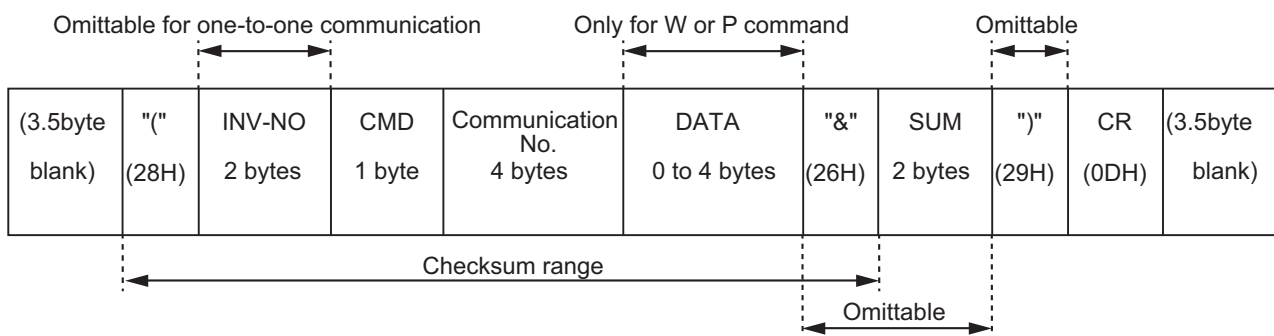 Omittable for one-to-one communication
Only for W or P command
Omittable
(3.5byte blank)
"("
(28H)
INV-NO
2 bytes
CMD
1 byte
Communication
No.
4 bytes
DATA
0 to 4 bytes
"&"
(26H)
SUM
2 bytes
")"
(29H)
CR
(0DH)
(3.5byte
blank)
Checksum range
Omittable